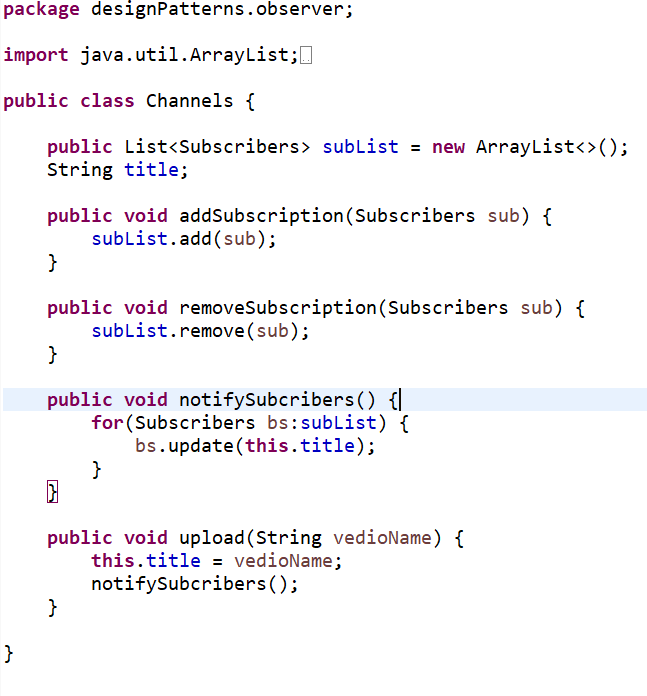 package designPatterns.observer;
import java.util.ArrayList;
public class Channels {
public List<Subscribers> subList = new ArrayList<>();
String title;
public void addSubscription(Subscribers sub) {
subList.add(sub);
}
public void removeSubscription(Subscribers sub) {
subList.remove(sub);
}
public void notifySubcribers() {
for(Subscribers bs:subList) {
bs.update(this.title);
}
}
public void upload(String vedioName) {
this.title = vedioName;
notifySubcribers();
}
}